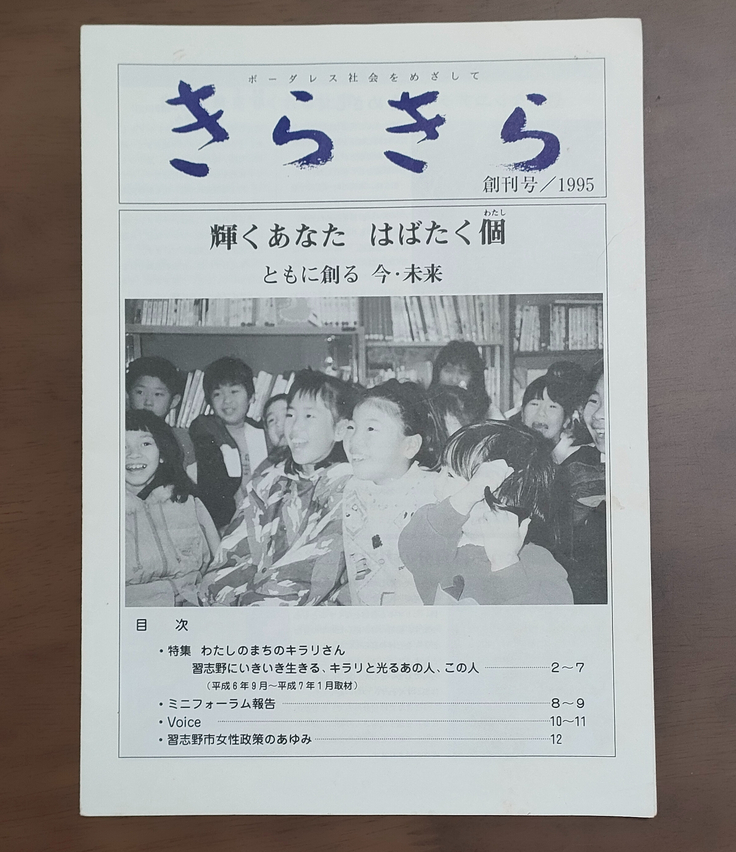 ボーダレス社会をめざして
きらきら
創刊号／1995
輝くあなた はばたく個
わたし
ともに創る 今・未来
目 次
・特集 わたしのまちのキラリさん
習志野にいきいき生きる、キラリと光るあの人、この人 2～7
（平成6年9月～平成7年1月取材）
・ミニフォーラム報告 8～9
・Voice 10～11
・習志野市女性政策のあゆみ 12